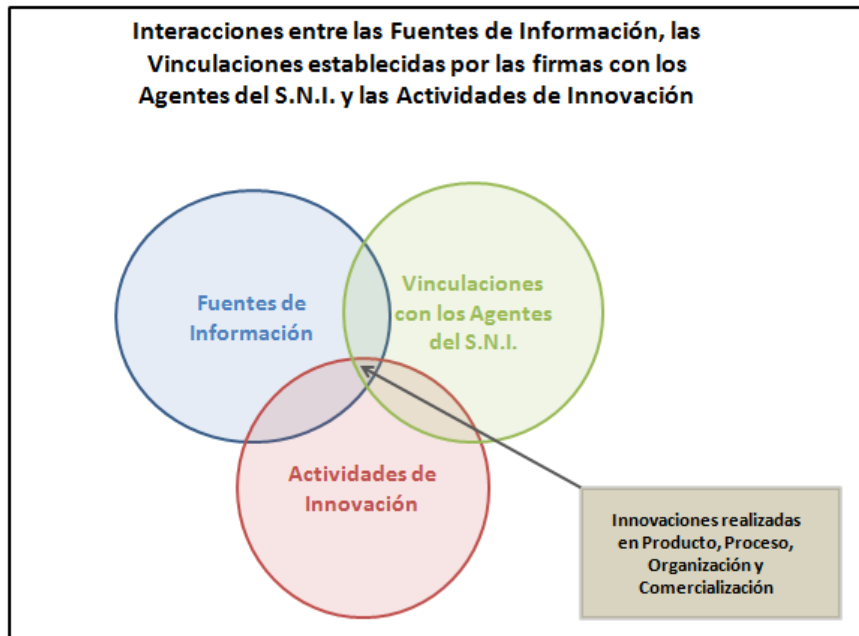 Interacciones entre las Fuentes de Información, las
Vinculaciones establecidas por las firmas con los
Agentes del S.N.I. y las Actividades de Innovación
Fuentes de
Información
Vinculaciones
con los Agentes
del S.N.I.
Actividades de
Innovación
Innovaciones realizadas
en Producto, Proceso,
Organización y
Comercialización